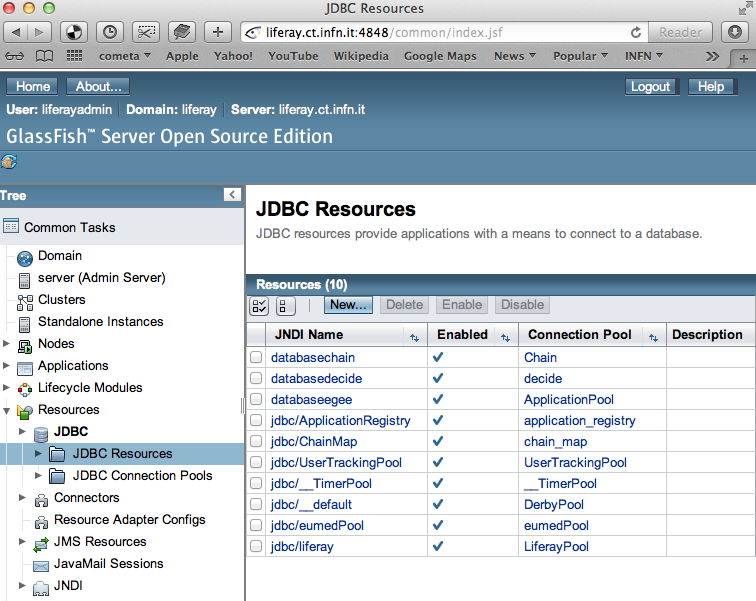 JDBC Resources
liferay.ct.infn.it:4848/common/index.jsf
Reader
cometa Apple Yahoo! YouTube Wikipedia Google Maps News Popular INFN
Home About... Logout Help
User: liferayadmin Domain: liferay Server: liferay.ct.infn.it
GlassFish™ Server Open Source Edition
Tree
Common Tasks
Domain
server (Admin Server)
Clusters
Standalone Instances
Nodes
Applications
Lifecycle Modules
Resources
JDBC
JDBC Resources
JDBC Connection Pools
Connectors
Resource Adapter Configs
JMS Resources
JavaMail Sessions
JNDI
JDBC Resources
JDBC resources provide applications with a means to connect to a database.
Resources (10)
New... Delete Enable Disable
JNDI Name Enabled Connection Pool Description
databasechain Chain
databasedecide decide
databaseegee ApplicationPool
jdbc/ApplicationRegistry application_registry
jdbc/ChainMap chain_map
jdbc/UserTrackingPool UserTrackingPool
jdbc/__TimerPool __TimerPool
jdbc/__default DerbyPool
jdbc/eumedPool eumedPool
jdbc/liferay LiferayPool